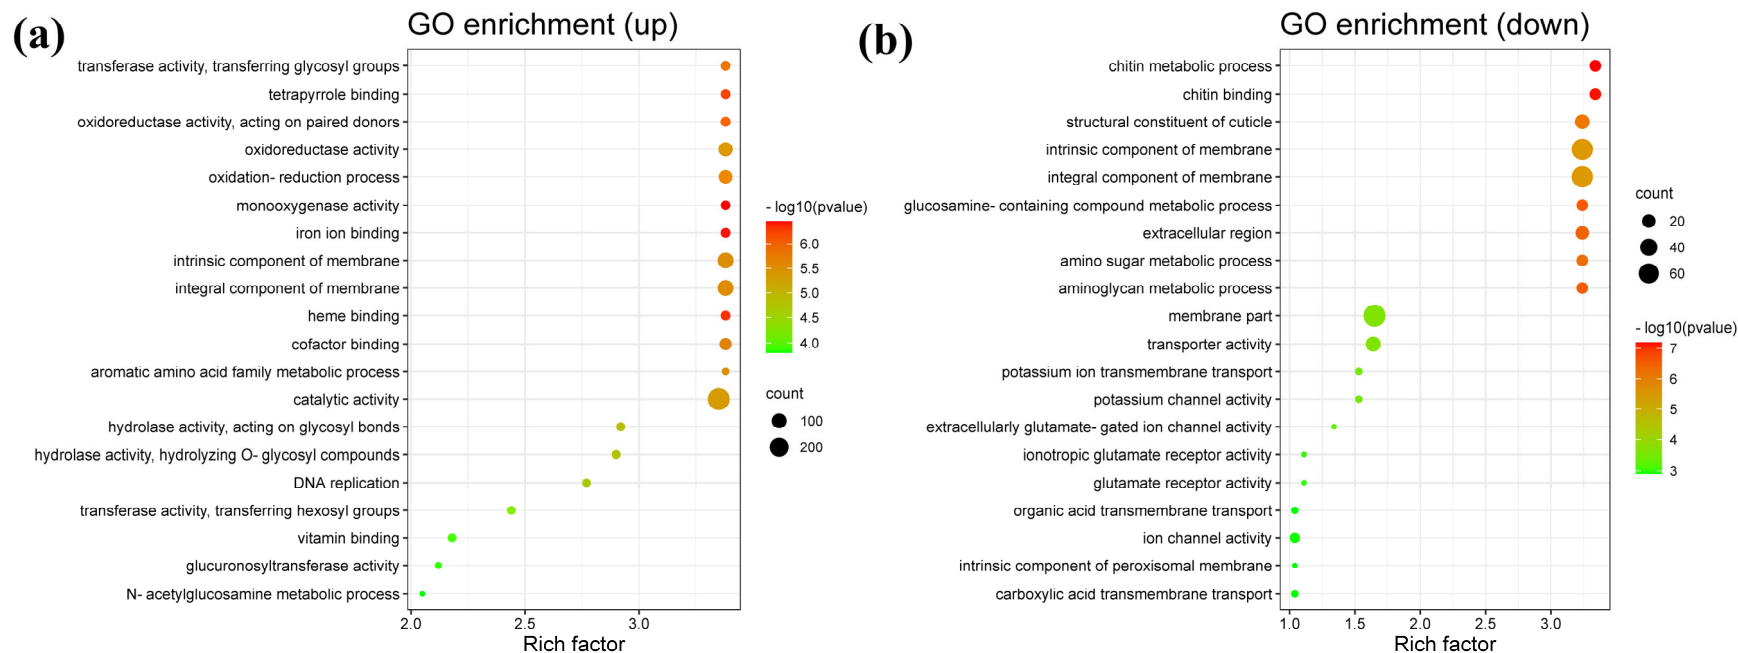 (a)
GO enrichment (up)
transferase activity, transferring glycosyl groups
tetrapyrrole binding
oxidoreductase activity, acting on paired donors
oxidoreductase activity
oxidation- reduction process
monooxygenase activity
iron ion binding
intrinsic component of membrane
integral component of membrane
heme binding
cofactor binding
aromatic amino acid family metabolic process
catalytic activity
hydrolase activity, acting on glycosyl bonds
hydrolase activity, hydrolyzing O- glycosyl compounds
DNA replication
transferase activity, transferring hexosyl groups
vitamin binding
glucuronosyltransferase activity
N- acetylglucosamine metabolic process
2.0 2.5 3.0
Rich factor
- log10(pvalue)
6.0
5.5
5.0
4.5
4.0
count
100
200
(b)
GO enrichment (down)
chitin metabolic process
chitin binding
structural constituent of cuticle
intrinsic component of membrane
integral component of membrane
glucosamine- containing compound metabolic process
extracellular region
amino sugar metabolic process
aminoglycan metabolic process
membrane part
transporter activity
potassium ion transmembrane transport
potassium channel activity
extracellularly glutamate- gated ion channel activity
ionotropic glutamate receptor activity
glutamate receptor activity
organic acid transmembrane transport
ion channel activity
intrinsic component of peroxisomal membrane
carboxylic acid transmembrane transport
1.0 1.5 2.0 2.5 3.0
Rich factor
count
20
40
60
- log10(pvalue)
7
6
5
4
3